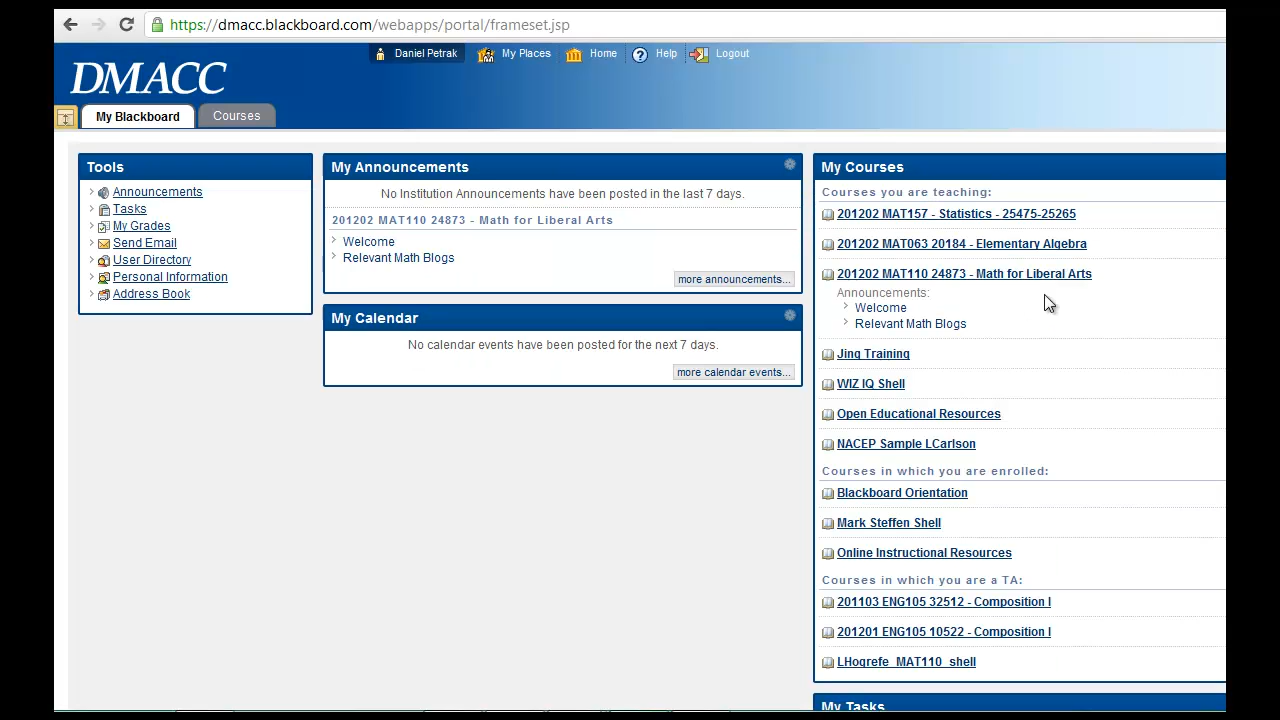 https://dmacc.blackboard.com/webapps/portal/frameset.jsp
Daniel Petrak My Places Home Help Logout
DMACC
My Blackboard Courses
Tools
Announcements
Tasks
My Grades
Send Email
User Directory
Personal Information
Address Book
My Announcements
No Institution Announcements have been posted in the last 7 days.
201202 MAT110 24873 - Math for Liberal Arts
Welcome
Relevant Math Blogs
more announcements...
My Calendar
No calendar events have been posted for the next 7 days.
more calendar events...
My Courses
Courses you are teaching:
201202 MAT157 - Statistics - 25475-25265
201202 MAT063 20184 - Elementary Algebra
201202 MAT110 24873 - Math for Liberal Arts
Announcements:
Welcome
Relevant Math Blogs
Jing Training
WIZ IQ Shell
Open Educational Resources
NACEP Sample LCarlson
Courses in which you are enrolled:
Blackboard Orientation
Mark Steffen Shell
Online Instructional Resources
Courses in which you are a TA:
201103 ENG105 32512 - Composition I
201201 ENG105 10522 - Composition I
LHogrefe_MAT110_shell
My Tasks